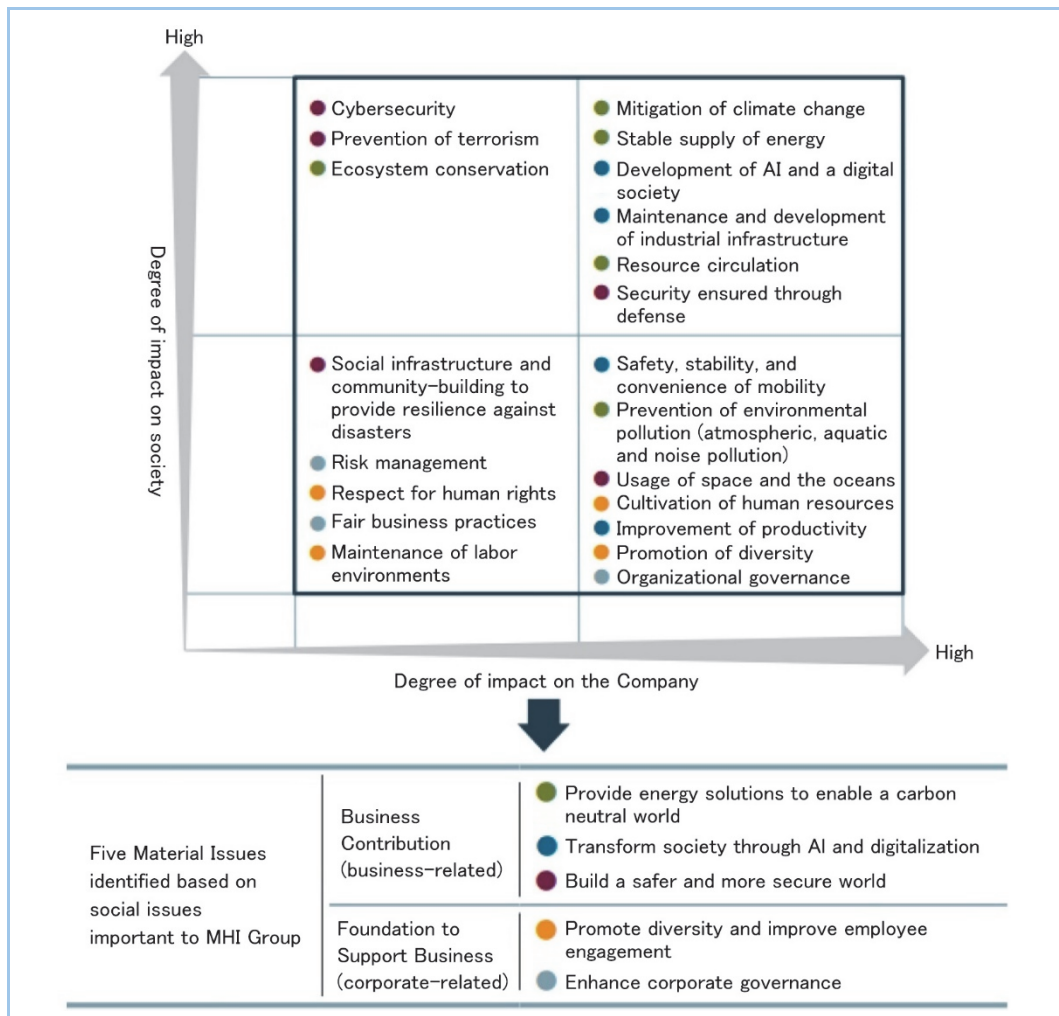 High
Cybersecurity
Prevention of terrorism
Ecosystem conservation
Mitigation of climate change
Stable supply of energy
Development of AI and a digital
society
Maintenance and development
of industrial infrastructure
Resource circulation
Security ensured through
defense
Degree of impact on society
Social infrastructure and
community-building to
provide resilience against
disasters
Risk management
Respect for human rights
Fair business practices
Maintenance of labor
environments
Safety, stability, and
convenience of mobility
Prevention of environmental
pollution (atmospheric, aquatic
and noise pollution)
Usage of space and the oceans
Cultivation of human resources
Improvement of productivity
Promotion of diversity
Organizational governance
High
Degree of impact on the Company
Five Material Issues
identified based on
social issues
important to MHI Group
Business
Contribution
(business-related)
Provide energy solutions to enable a carbon
neutral world
Transform society through AI and digitalization
Build a safer and more secure world
Foundation to
Support Business
(corporate-related)
Promote diversity and improve employee
engagement
Enhance corporate governance